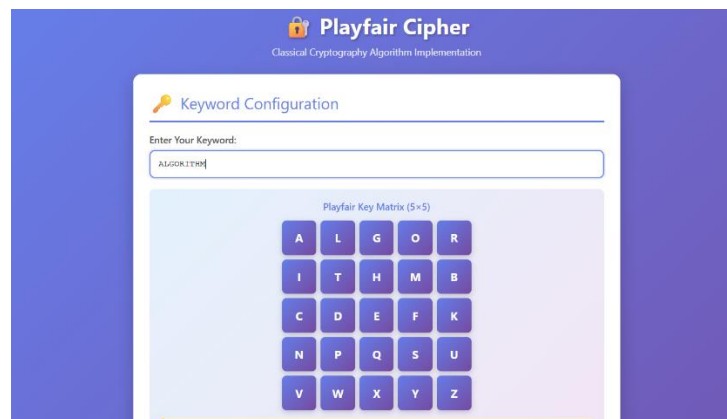 Playfair Cipher
Classical Cryptography Algorithm Implementation
Keyword Configuration
Enter Your Keyword:
ALGORITHM
Playfair Key Matrix (5×5)
A L G O R
I T H M B
C D E F K
N P Q S U
V W X Y Z